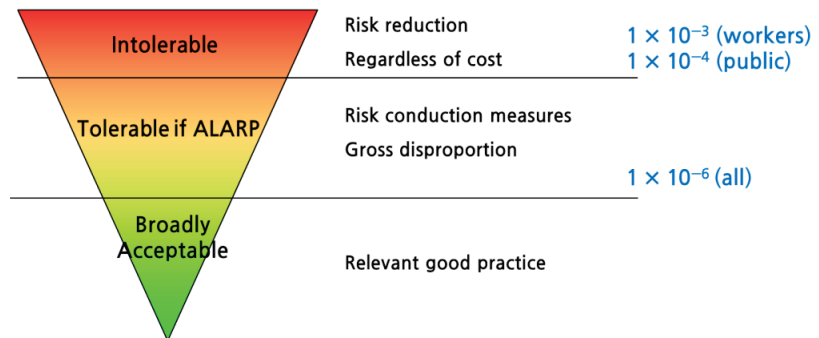 Intolerable
Risk reduction
Regardless of cost
1 × 10⁻³ (workers)
1 × 10⁻⁴ (public)
Tolerable if ALARP
Risk conduction measures
Gross disproportion
1 × 10⁻⁶ (all)
Broadly
Acceptable
Relevant good practice